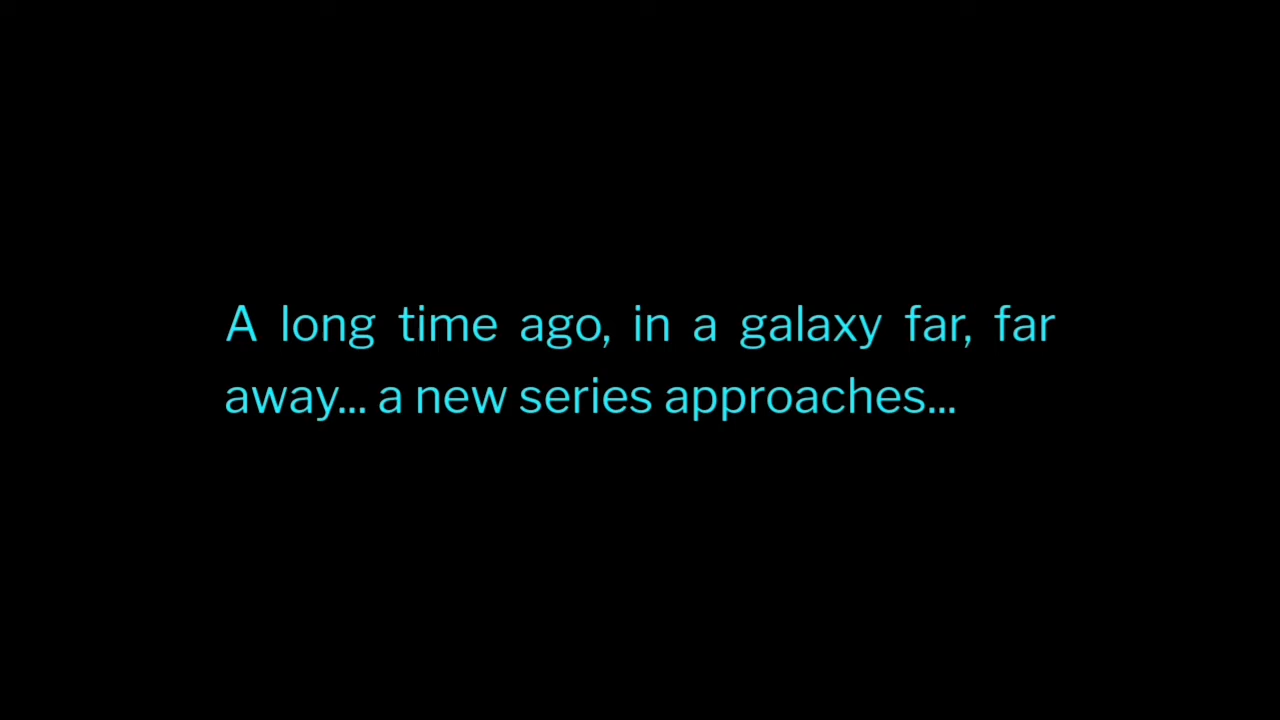 A long time ago, in a galaxy far, far
away... a new series approaches...